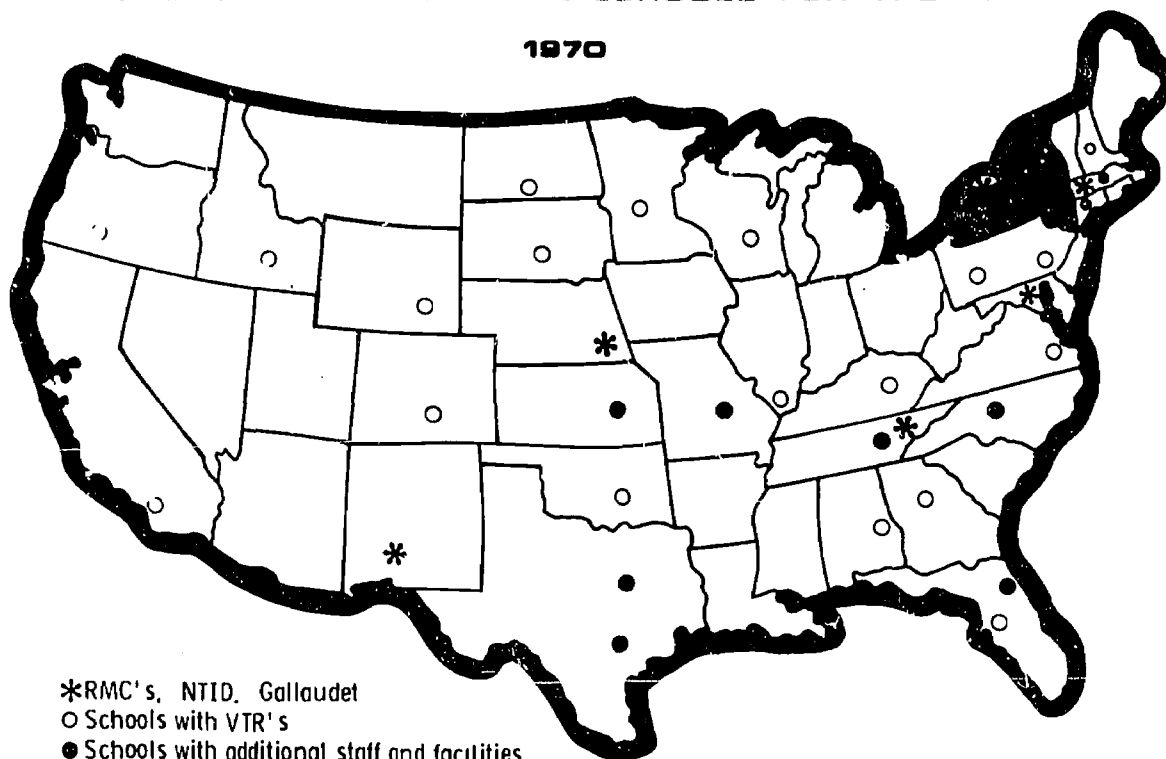 1970
*RMC's, NTID. Gallaudet
○ Schools with VTR's
● Schools with additional staff and facilities